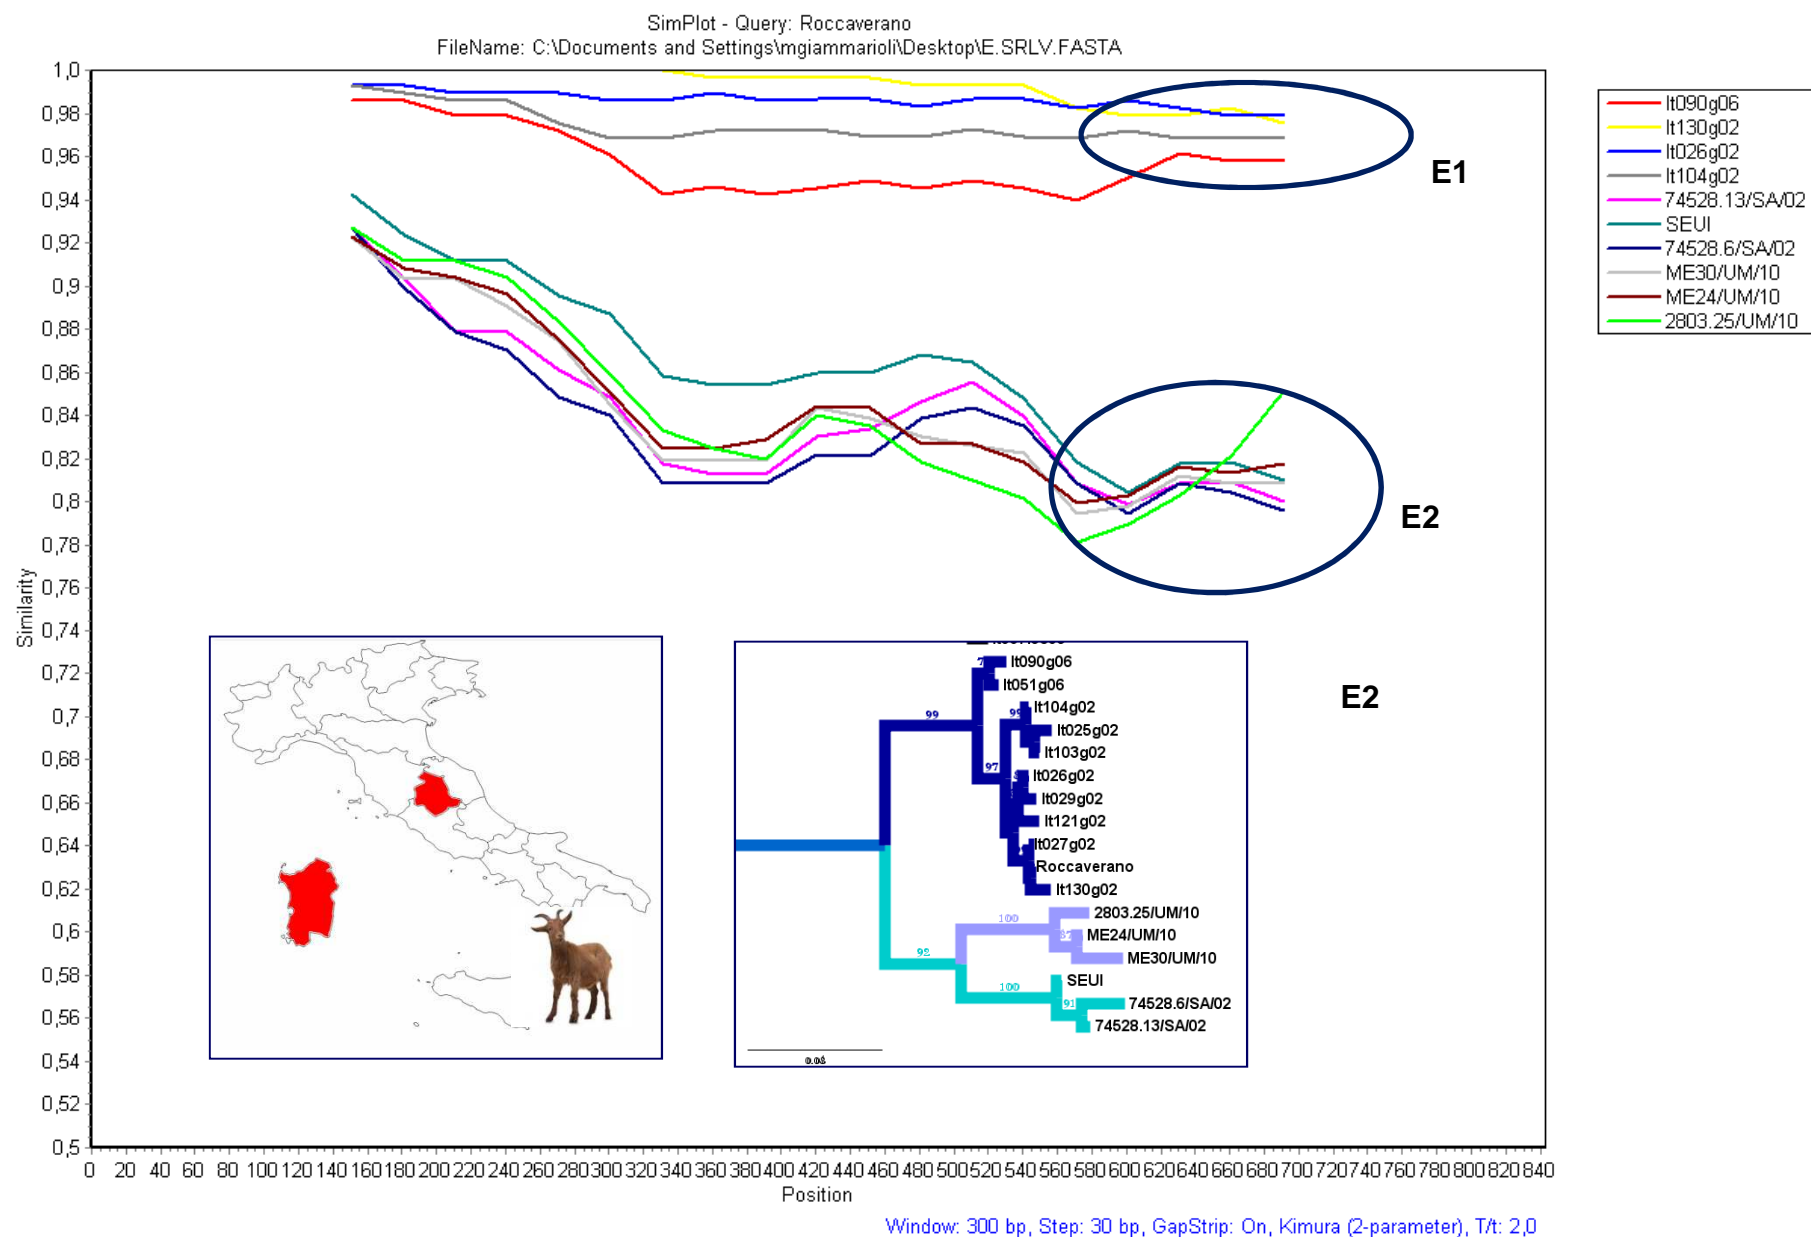 SimPlot - Query: Roccaverano
FileName: C:\Documents and Settings\mgiammarioli\Desktop\E.SRLV.FASTA
1,0
0,98
0,96
0,94
0,92
0,9
0,88
0,86
0,84
0,82
0,8
0,78
0,76
0,74
0,72
0,7
0,68
0,66
0,64
0,62
0,6
0,58
0,56
0,54
0,52
0,5
Similarity
0 20 40 60 80 100 120 140 160 180 200 220 240 260 280 300 320 340 360 380 400 420 440 460 480 500 520 540 560 580 600 620 640 660 680 700 720 740 760 780 800 820 840
Position
Window: 300 bp, Step: 30 bp, GapStrip: On, Kimura (2-parameter), T/t: 2,0
It090g06
It130g02
It026g02
It104g02
74528.13/SA/02
SEUI
74528.6/SA/02
ME30/UM/10
ME24/UM/10
2803.25/UM/10
E1
E2
E2
It090g06
It051g06
99
It104g02
It025g02
It103g02
97
It026g02
It029g02
It121g02
It027g02
Roccaverano
It130g02
100
2803.25/UM/10
ME24/UM/10
ME30/UM/10
92
SEUI
100
91
74528.6/SA/02
74528.13/SA/02